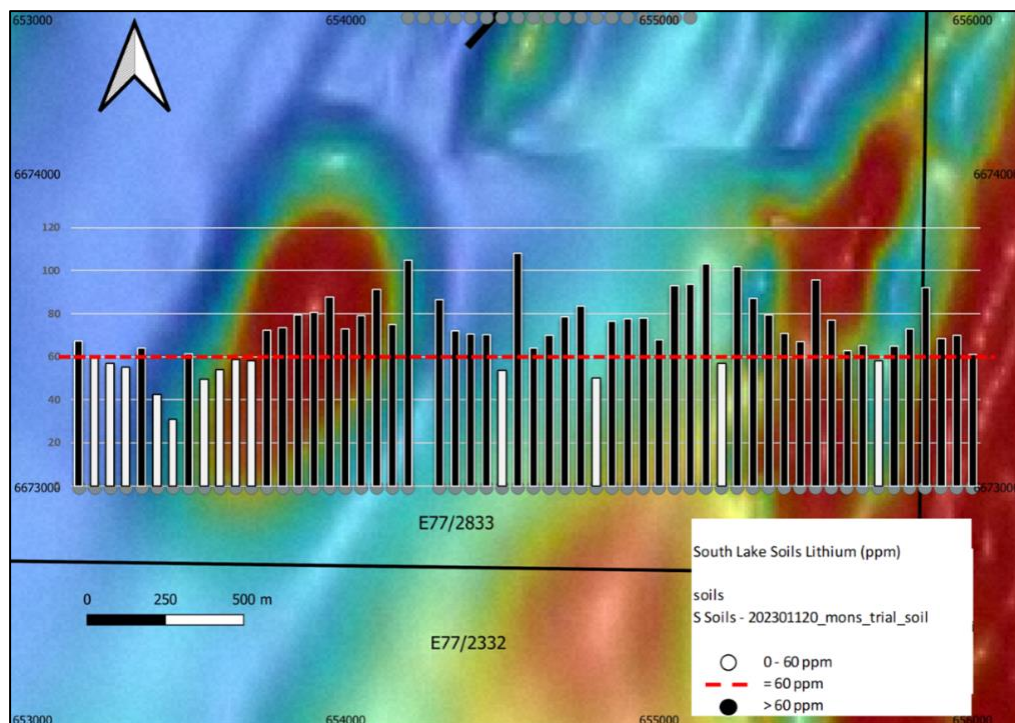 653000 654000 655000 656000
6674000 6674000
120
100
80
60
40
20
0
6673000 6673000
E77/2833
South Lake Soils Lithium (ppm)
soils
S Soils - 202301120_mons_trial_soil
0 - 60 ppm
= 60 ppm
> 60 ppm
0 250 500 m
E77/2332
653000 654000 655000 656000